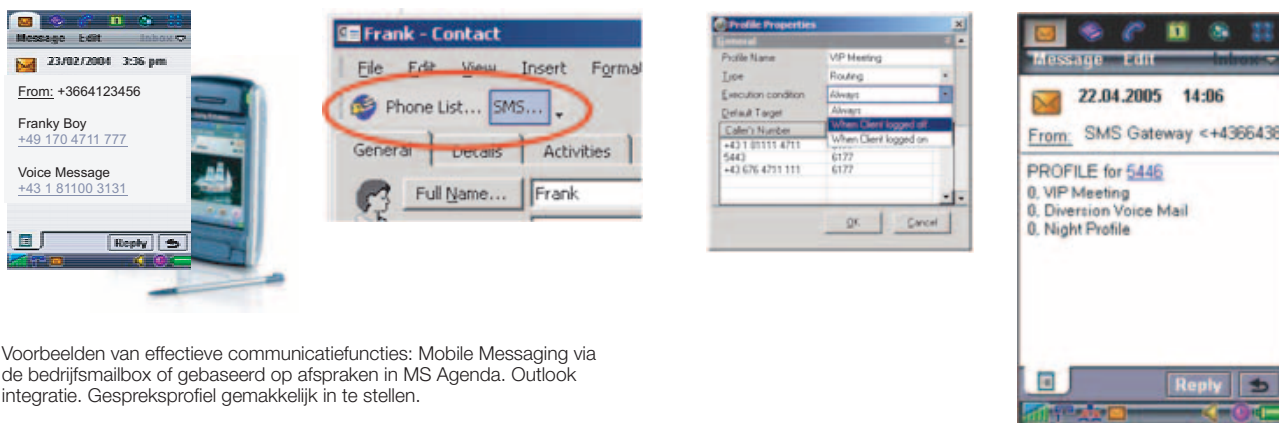 Message Edit Inbox
23/02/2004 3:36 pm
From: +3664123456
Franky Boy
+49 170 4711 777
Voice Message
+43 1 81100 3131
Reply
Frank - Contact
File Edit View Insert Format
Phone List... SMS...
General Details Activities
Full Name... Frank
Profile Properties
General
Profile Name VIP Meeting
Type Routing
Execution condition Always
Default Target Always
When Client logged off
Caller's Number When Client logged on
+43 1 81111 4711
5443 6177
+43 676 4711 111 6177
OK Cancel
Message Edit Inbox
22.04.2005 14:06
From: SMS Gateway <+4366438
PROFILE for 5446
0, VIP Meeting
0, Diversion Voice Mail
0, Night Profile
Reply
Voorbeelden van effectieve communicatiefuncties: Mobile Messaging via
de bedrijfsmailbox of gebaseerd op afspraken in MS Agenda. Outlook
integratie. Gespreksprofiel gemakkelijk in te stellen.